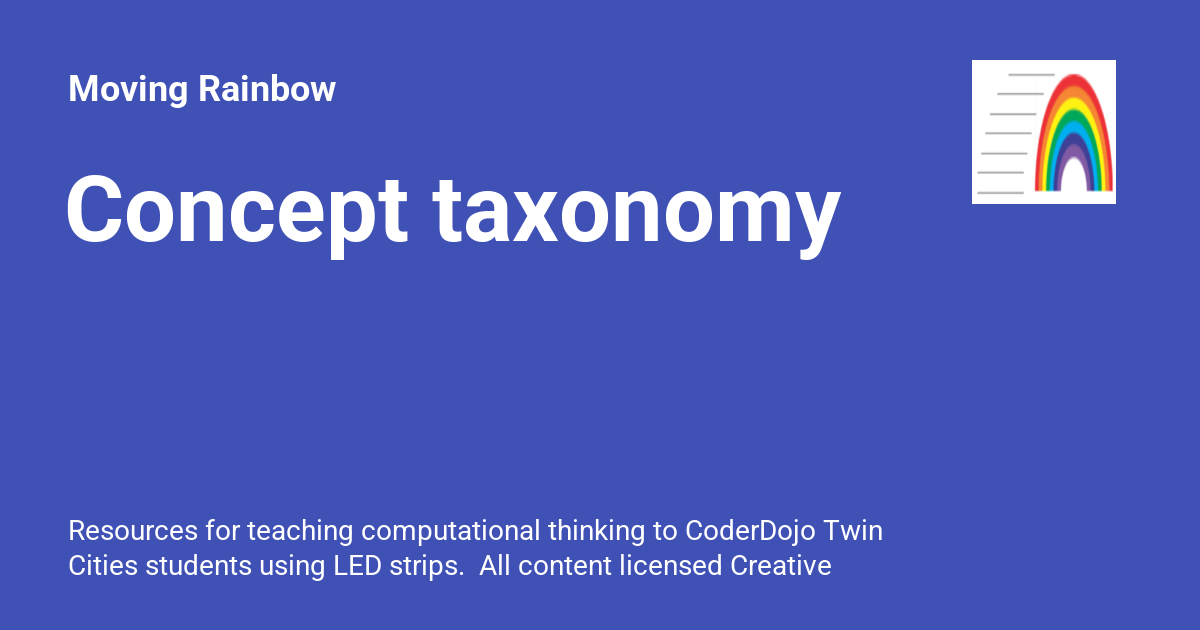 Moving Rainbow
Concept taxonomy
Resources for teaching computational thinking to CoderDojo Twin
Cities students using LED strips.  All content licensed Creative